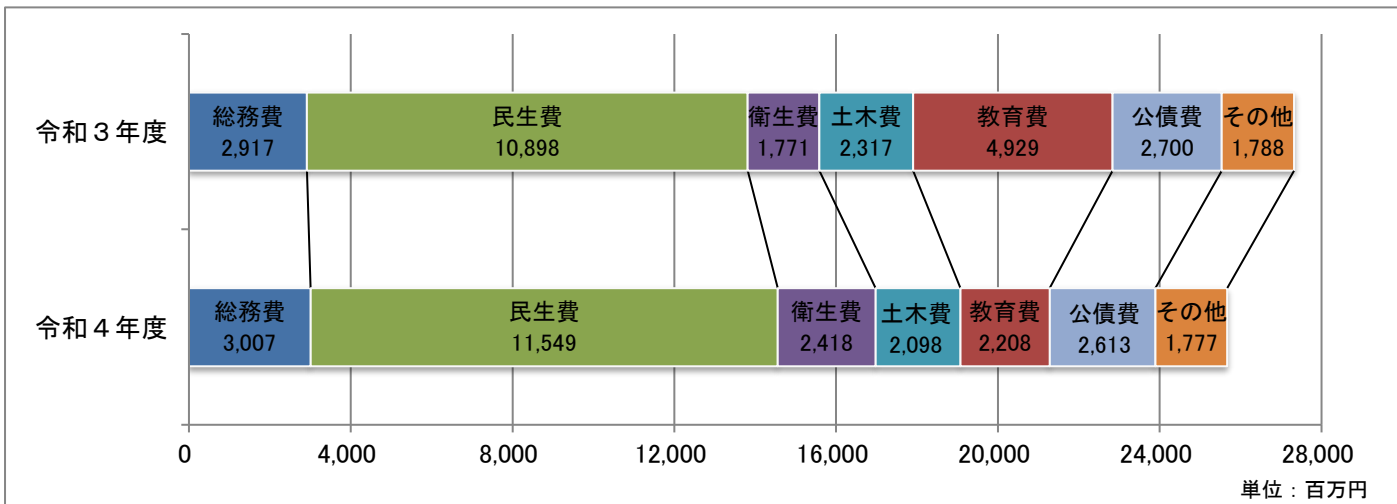 令和３年度
総務費 民生費 衛生費 土木費 教育費 公債費 その他
2,917 10,898 1,771 2,317 4,929 2,700 1,788
令和４年度
総務費 民生費 衛生費 土木費 教育費 公債費 その他
3,007 11,549 2,418 2,098 2,208 2,613 1,777
0 4,000 8,000 12,000 16,000 20,000 24,000 28,000
単位：百万円